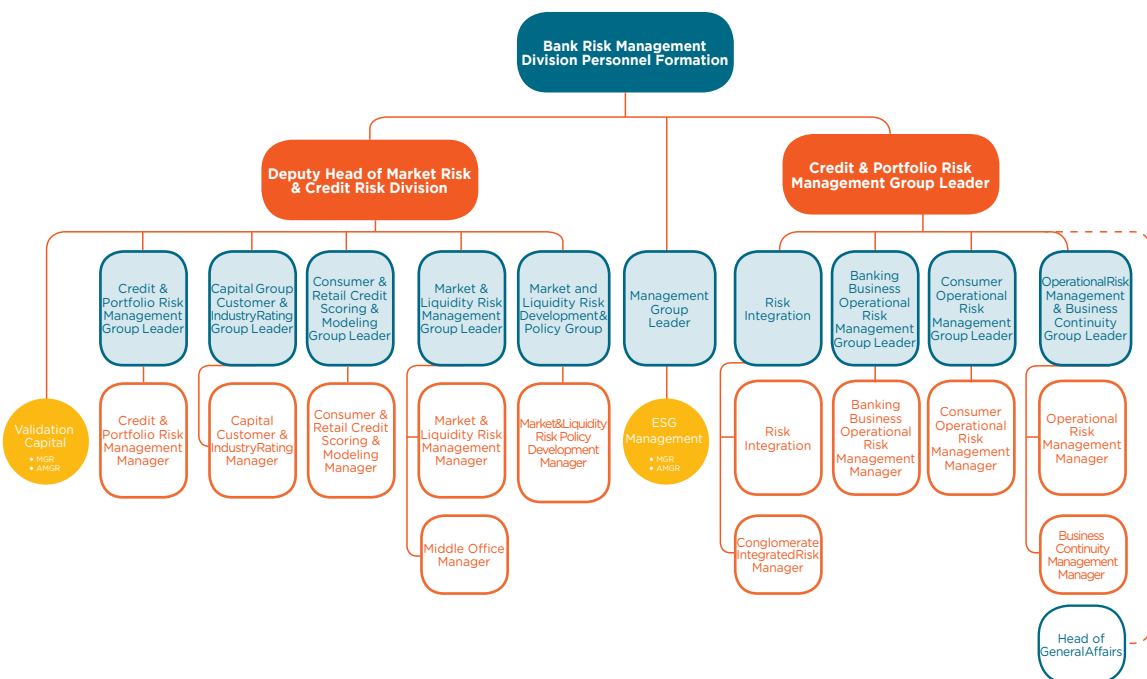 Bank Risk Management
Division Personnel Formation
Deputy Head of Market Risk
& Credit Risk Division
Credit & Portfolio Risk
Management Group Leader
Credit &
Portfolio Risk
Management
Group Leader
Capital Group
Customer &
IndustryRating
Group Leader
Consumer &
Retail Credit
Scoring &
Modeling
Group Leader
Market &
Liquidity Risk
Management
Group Leader
Market and
Liquidity Risk
Development&
Policy Group
Management
Group
Leader
Risk
Integration
Banking
Business
Operational
Risk
Management
Group Leader
Consumer
Operational
Risk
Management
Group Leader
OperationalRisk
Management
& Business
Continuity
Group Leader
Validation
Capital
• MGR
• AMGR
Credit &
Portfolio Risk
Management
Manager
Capital
Customer &
IndustryRating
Manager
Consumer &
Retail Credit
Scoring &
Modeling
Manager
Market &
Liquidity Risk
Management
Manager
Market&Liquidity
Risk Policy
Development
Manager
ESG
Management
• MGR
• AMGR
Risk
Integration
Banking
Business
Operational
Risk
Management
Manager
Consumer
Operational
Risk
Management
Manager
Operational
Risk
Management
Manager
Middle Office
Manager
Conglomerate
IntegratedRisk
Manager
Business
Continuity
Management
Manager
Head of
GeneralAffairs